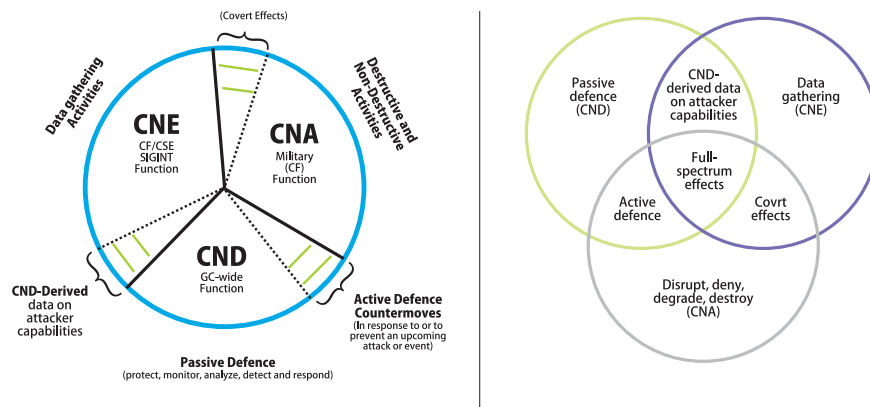 (Covert Effects)
Data gathering
Activities
Destructive and
Non-Destructive
Activities
CNE
CF/CSE
SIGINT
Function
CNA
Military
(CF)
Function
CND
GC-wide
Function
CND-Derived
data on
attacker
capabilities
Active Defence
Countermoves
(In response to or to
prevent an upcoming
attack or event)
Passive Defence
(protect, monitor, analyze, detect and respond)
Passive
defence
(CND)
CND-
derived data
on attacker
capabilities
Data
gathering
(CNE)
Full-
spectrum
effects
Active
defence
Covrt
effects
Disrupt, deny,
degrade, destroy
(CNA)